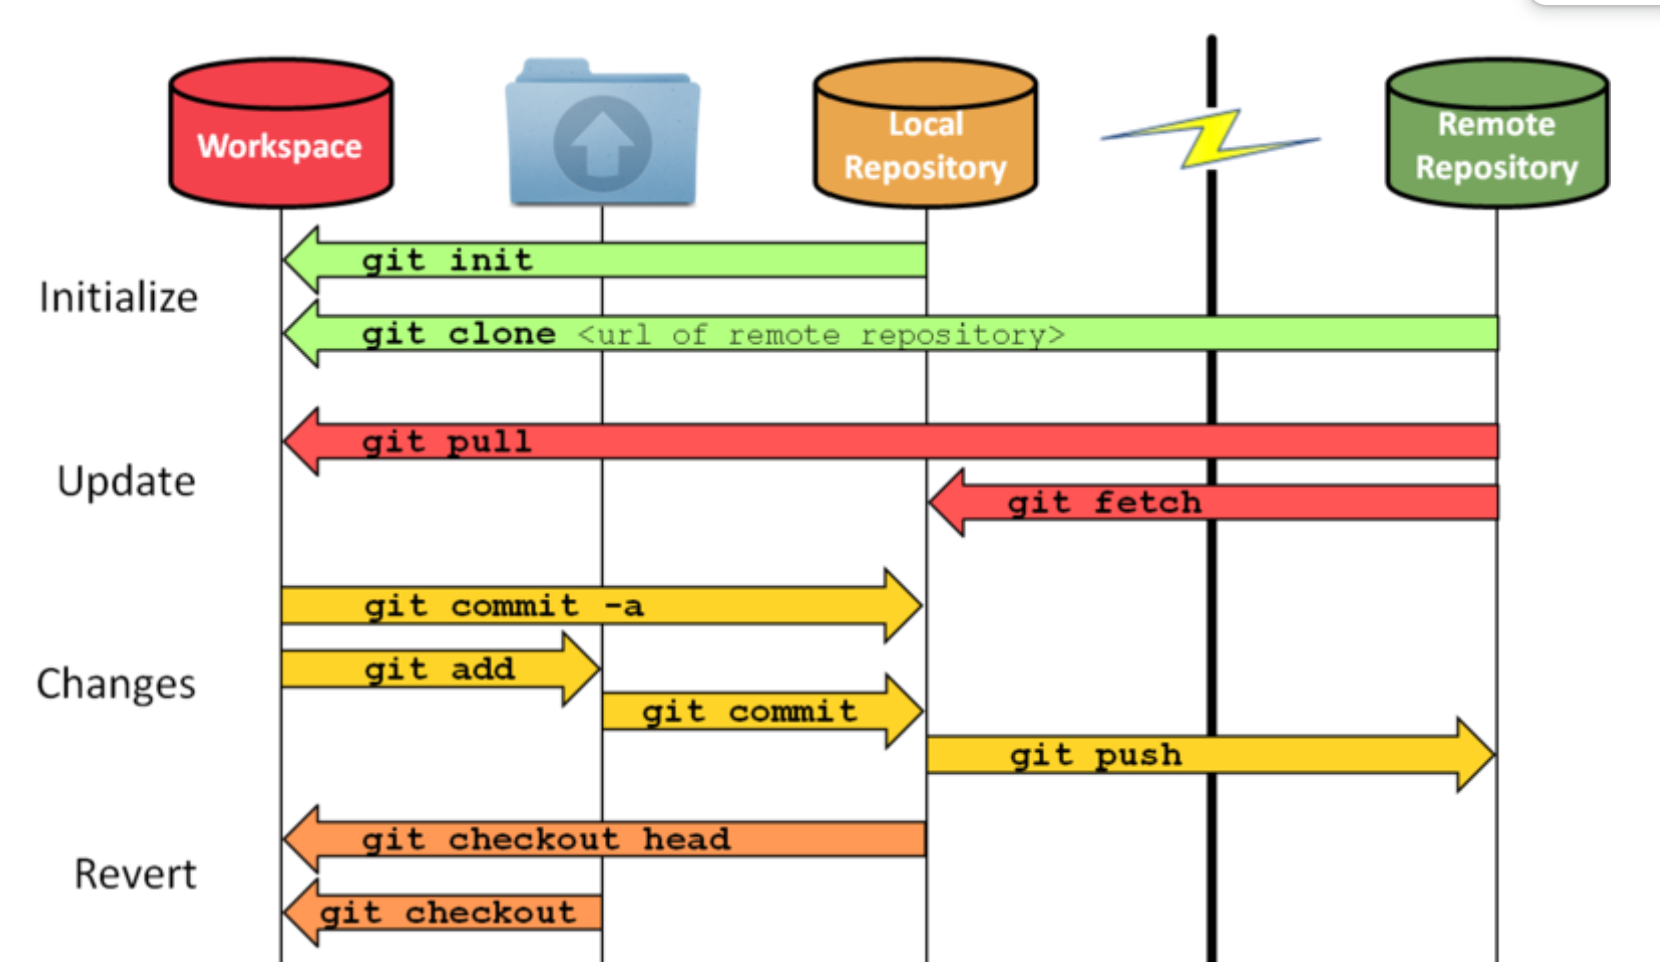 Workspace
Local
Repository
Remote
Repository
Initialize
git init
git clone <url of remote repository>
Update
git pull
git fetch
Changes
git commit -a
git add
git commit
git push
Revert
git checkout head
git checkout